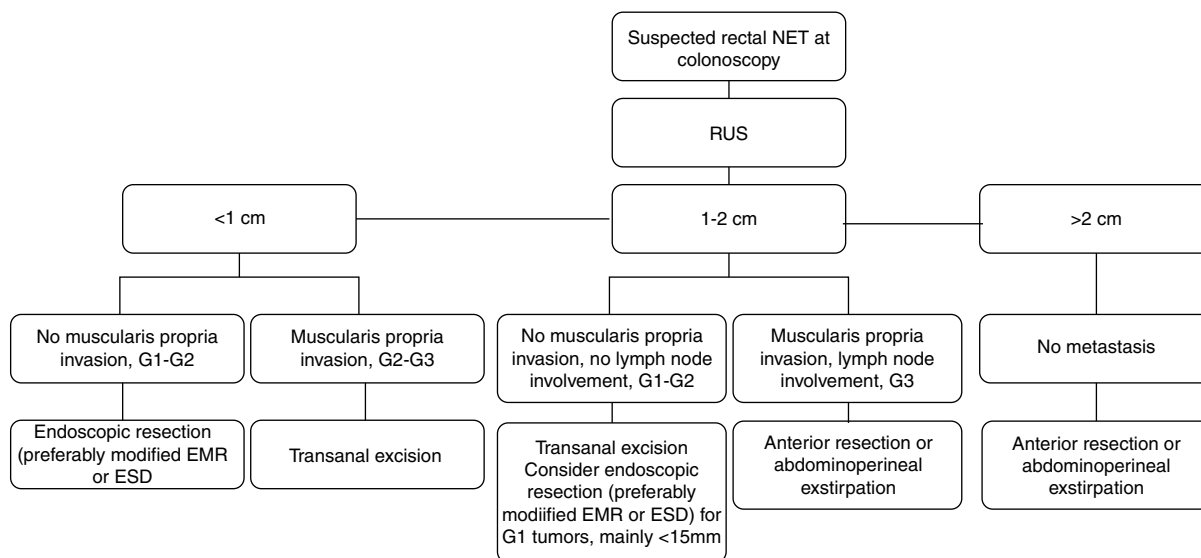 Suspected rectal NET at
colonoscopy
RUS
<1 cm
1-2 cm
>2 cm
No muscularis propria
invasion, G1-G2
Muscularis propria
invasion, G2-G3
No muscularis propria
invasion, no lymph node
involvement, G1-G2
Muscularis propria
invasion, lymph node
involvement, G3
No metastasis
Endoscopic resection
(preferably modified EMR
or ESD
Transanal excision
Transanal excision
Consider endoscopic
resection (preferably
modiified EMR or ESD) for
G1 tumors, mainly <15mm
Anterior resection or
abdominoperineal
exstirpation
Anterior resection or
abdominoperineal
exstirpation